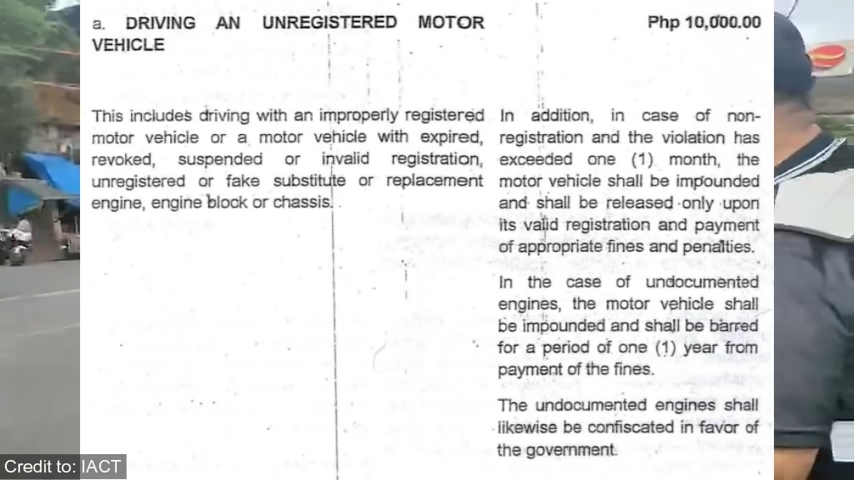 a. DRIVING AN UNREGISTERED MOTOR
VEHICLE
Php 10,000.00
This includes driving with an improperly registered
motor vehicle or a motor vehicle with expired,
revoked, suspended or invalid registration,
unregistered or fake substitute or replacement
engine, engine block or chassis.
In addition, in case of non-
registration and the violation has
exceeded one (1) month, the
motor vehicle shall be impounded
and shall be released only upon
its valid registration and payment
of appropriate fines and penalties.
In the case of undocumented
engines, the motor vehicle shall
be impounded and shall be barred
for a period of one (1) year from
payment of the fines.
The undocumented engines shall
likewise be confiscated in favor of
the government.
Credit to: IACT